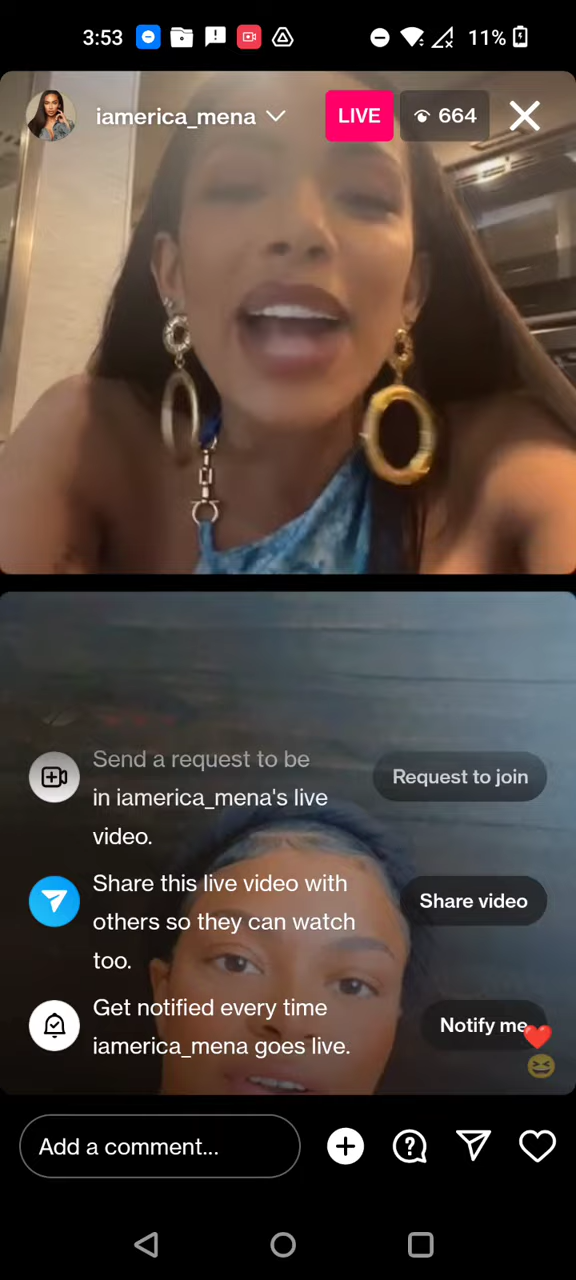 3:53
11%
iamerica_mena
LIVE
664
Send a request to be
in iamerica_mena's live
video.
Request to join
Share this live video with
others so they can watch
too.
Share video
Get notified every time
iamerica_mena goes live.
Notify me
Add a comment...